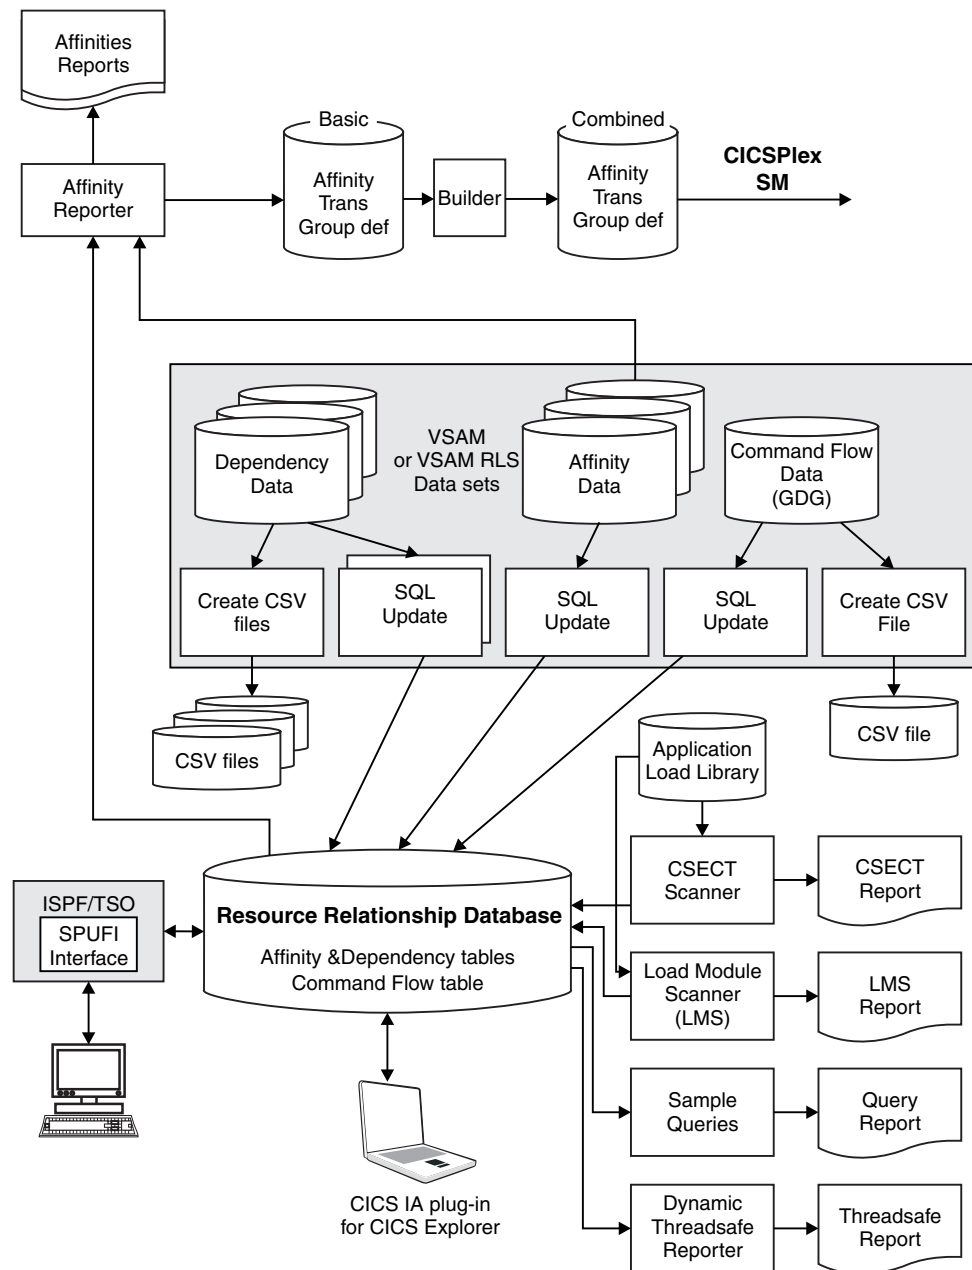 Affinities
Reports
Basic
Combined
CICSPlex
SM
Affinity
Reporter
Affinity
Trans
Group def
Builder
Affinity
Trans
Group def
Dependency
Data
VSAM
or VSAM RLS
Data sets
Affinity
Data
Command Flow
Data
(GDG)
Create CSV
files
SQL
Update
SQL
Update
SQL
Update
Create CSV
File
CSV files
Application
Load Library
CSV file
CSECT
Scanner
CSECT
Report
ISPF/TSO
SPUFI
Interface
Resource Relationship Database
Affinity &Dependency tables
Command Flow table
Load Module
Scanner
(LMS)
LMS
Report
Sample
Queries
Query
Report
CICS IA plug-in
for CICS Explorer
Dynamic
Threadsafe
Reporter
Threadsafe
Report